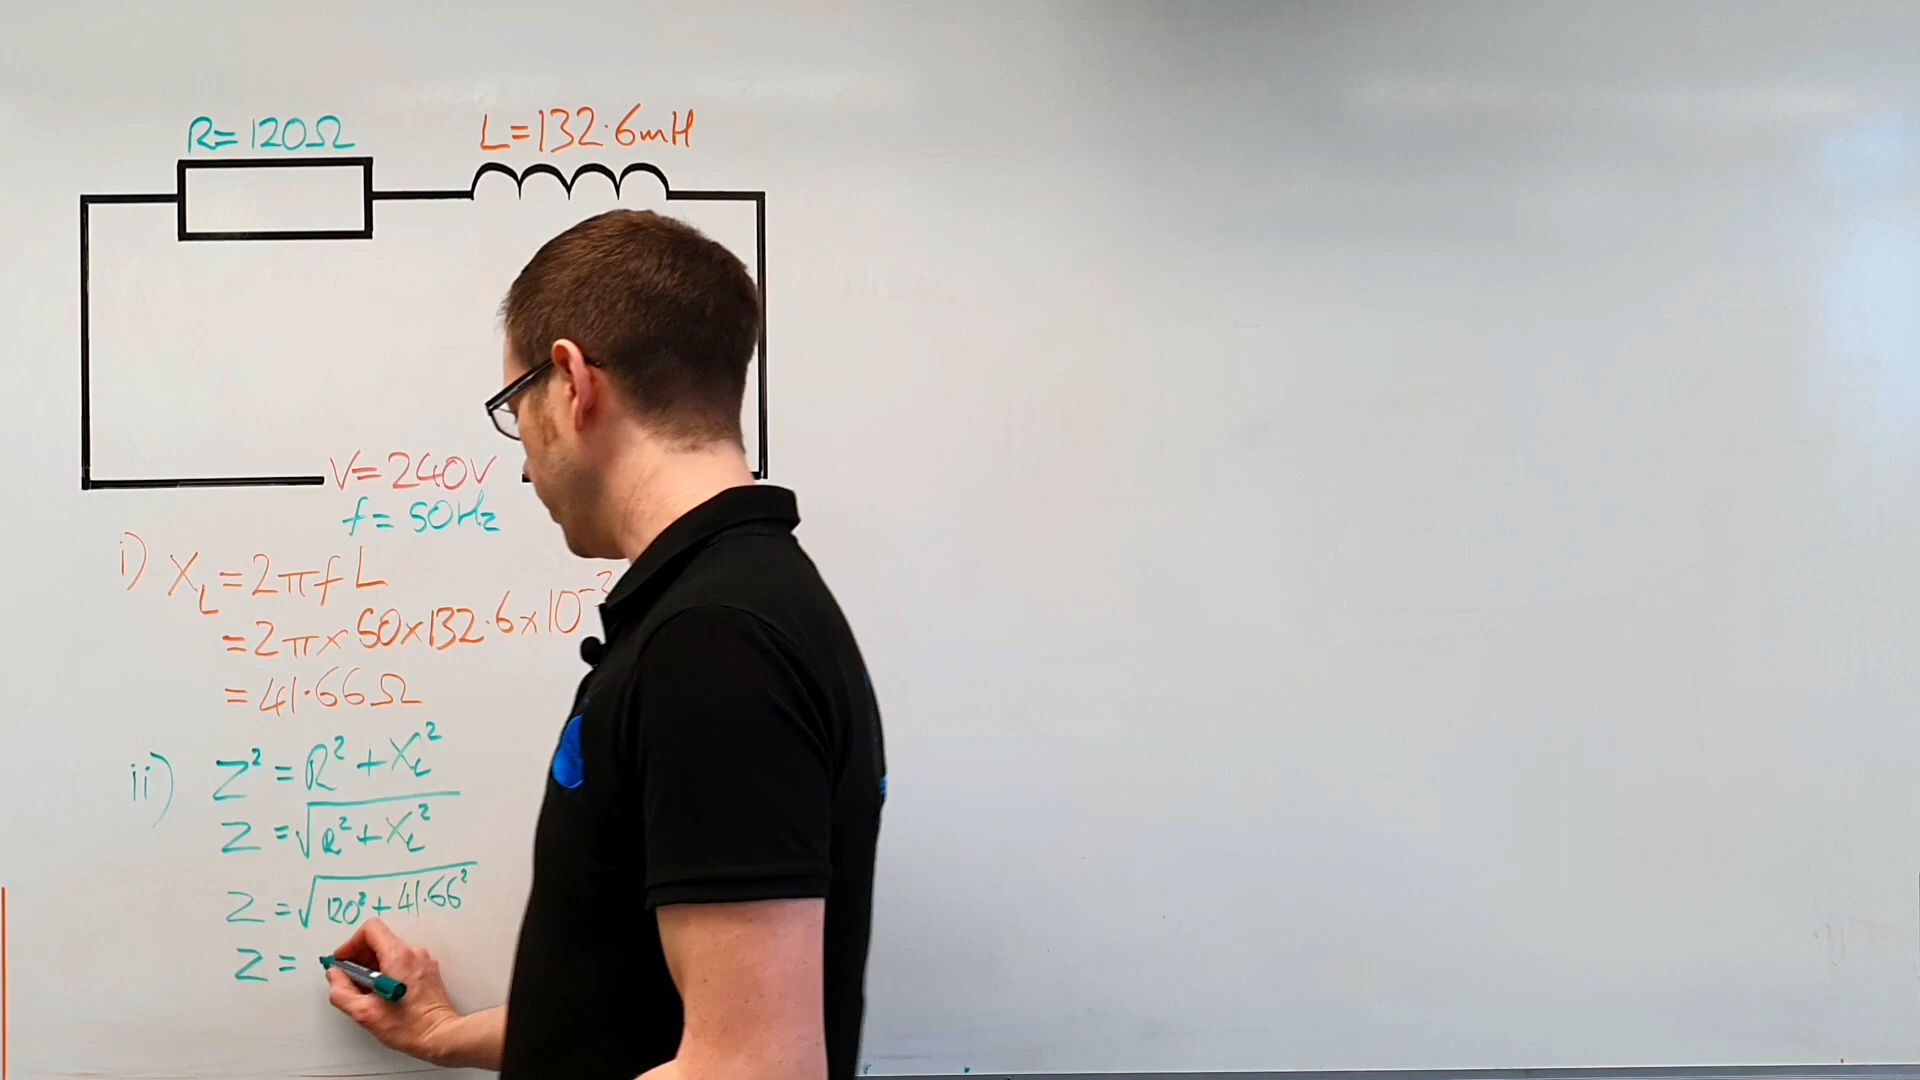 R=120Ω
L=132.6mH
V=240V
f=50Hz
i) X_L=2πfL
=2π×50×132.6×10⁻³
=41.66Ω
ii) Z²=R²+X_L²
Z=√R²+X_L²
Z=√120²+41.66²
Z=